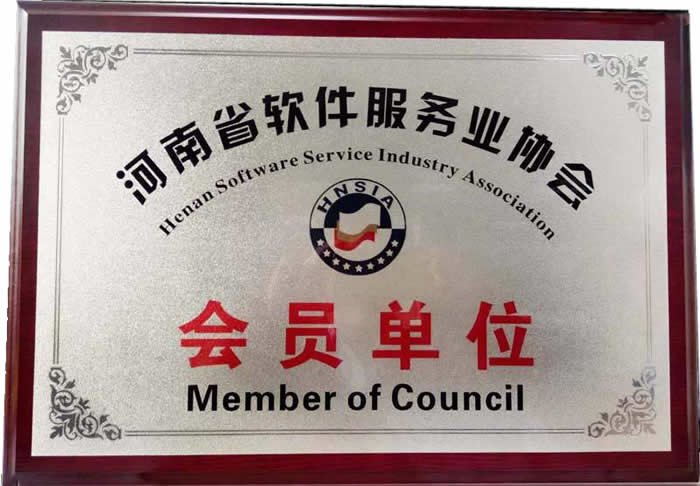 河南省软件服务业协会
Henan Software Service Industry Association
HNSIA
会员单位
Member of Council